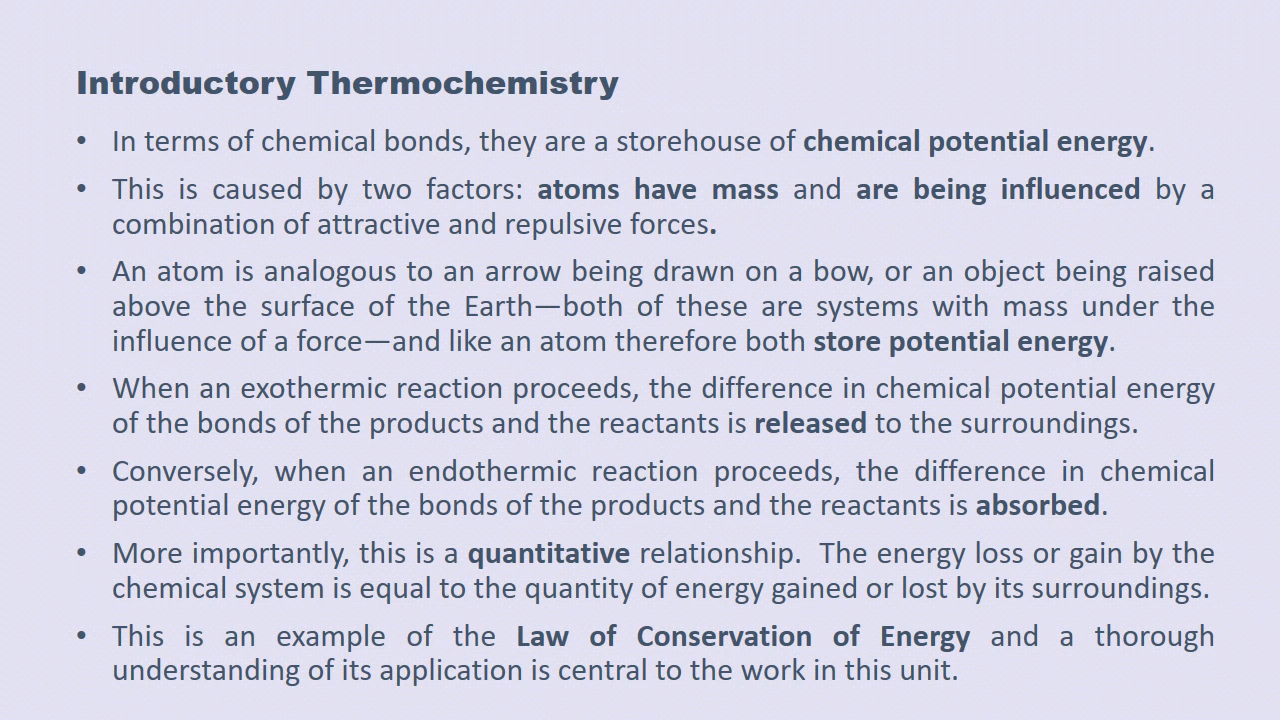 Introductory Thermochemistry
• In terms of chemical bonds, they are a storehouse of chemical potential energy.
• This is caused by two factors: atoms have mass and are being influenced by a
combination of attractive and repulsive forces.
• An atom is analogous to an arrow being drawn on a bow, or an object being raised
above the surface of the Earth—both of these are systems with mass under the
influence of a force—and like an atom therefore both store potential energy.
• When an exothermic reaction proceeds, the difference in chemical potential energy
of the bonds of the products and the reactants is released to the surroundings.
• Conversely, when an endothermic reaction proceeds, the difference in chemical
potential energy of the bonds of the products and the reactants is absorbed.
• More importantly, this is a quantitative relationship.  The energy loss or gain by the
chemical system is equal to the quantity of energy gained or lost by its surroundings.
• This is an example of the Law of Conservation of Energy and a thorough
understanding of its application is central to the work in this unit.